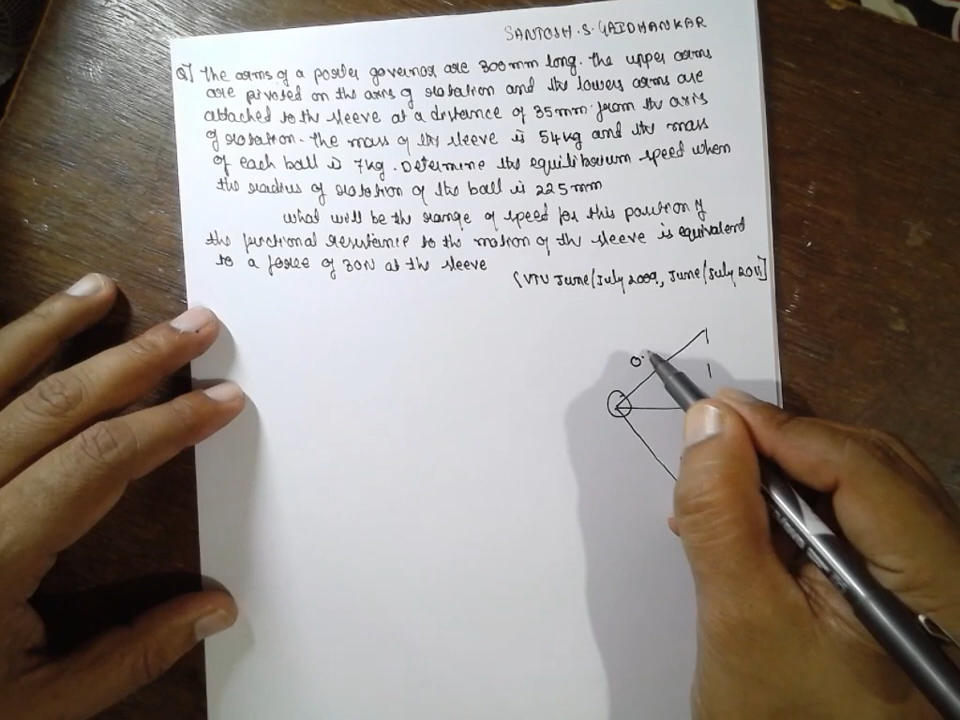 SANTOSH.S.GAIDHANKAR
Q] The arms of a porter governor are 300mm long. The upper arms
are pivoted on the axis of rotation and the lower arms are
attached to the sleeve at a distance of 35mm from the axis
of rotation. The mass of the sleeve is 54kg and the mass
of each ball is 7kg. Determine the equilibrium speed when
the radius of rotation of the ball is 225mm
what will be the range of speed for this position if
the frictional resistance to the motion of the sleeve is equivalent
to a force of 30N at the sleeve
[VTU June/July 2009, June/July 2011]
0.